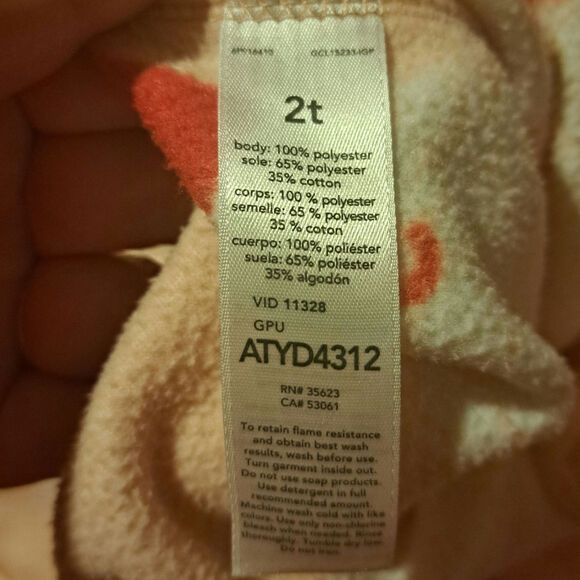 GCL15233-IGP
2t
body: 100% polyester
sole: 65% polyester
35% cotton
corps: 100 % polyester
semelle: 65 % polyester
35 % coton
cuerpo: 100% poliéster
suela: 65% poliéster
35% algodón
VID 11328
GPU
ATYD4312
RN# 35623
CA# 53061
To retain flame resistance
and obtain best wash
results, wash before use.
Turn garment inside out.
Do not use soap products.
Use detergent in full
recommended amount.
Machine wash cold with like
colors. Use only non-chlorine
bleach when needed. Rinse
thoroughly. Tumble dry low.
Do not iron.